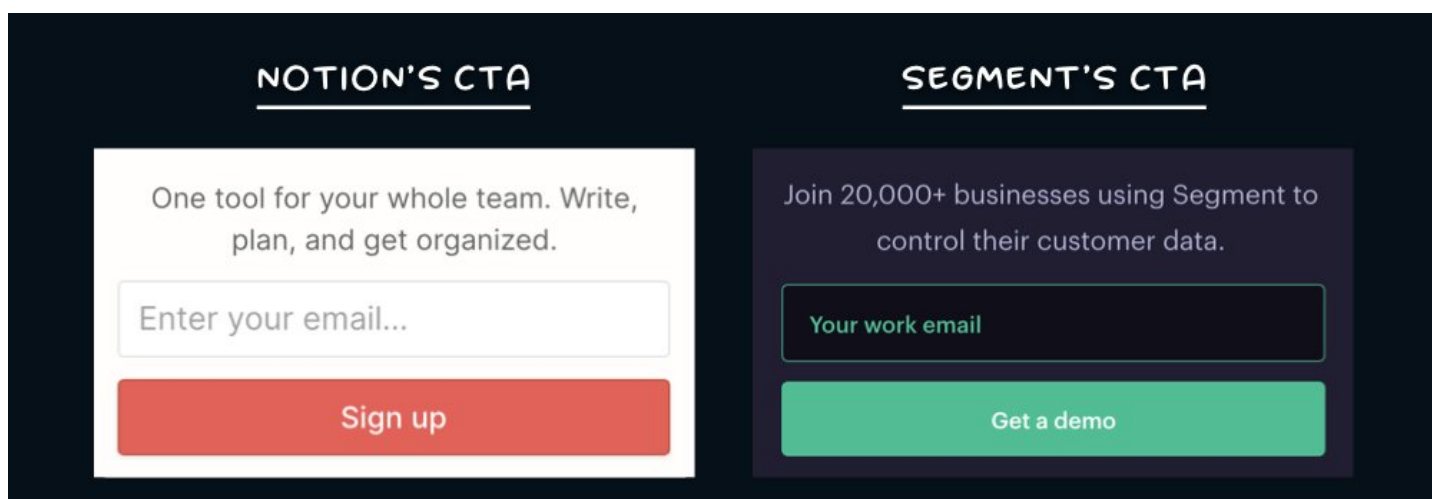 NOTION'S CTA
One tool for your whole team. Write,
plan, and get organized.
Enter your email...
Sign up
SEGMENT'S CTA
Join 20,000+ businesses using Segment to
control their customer data.
Your work email
Get a demo